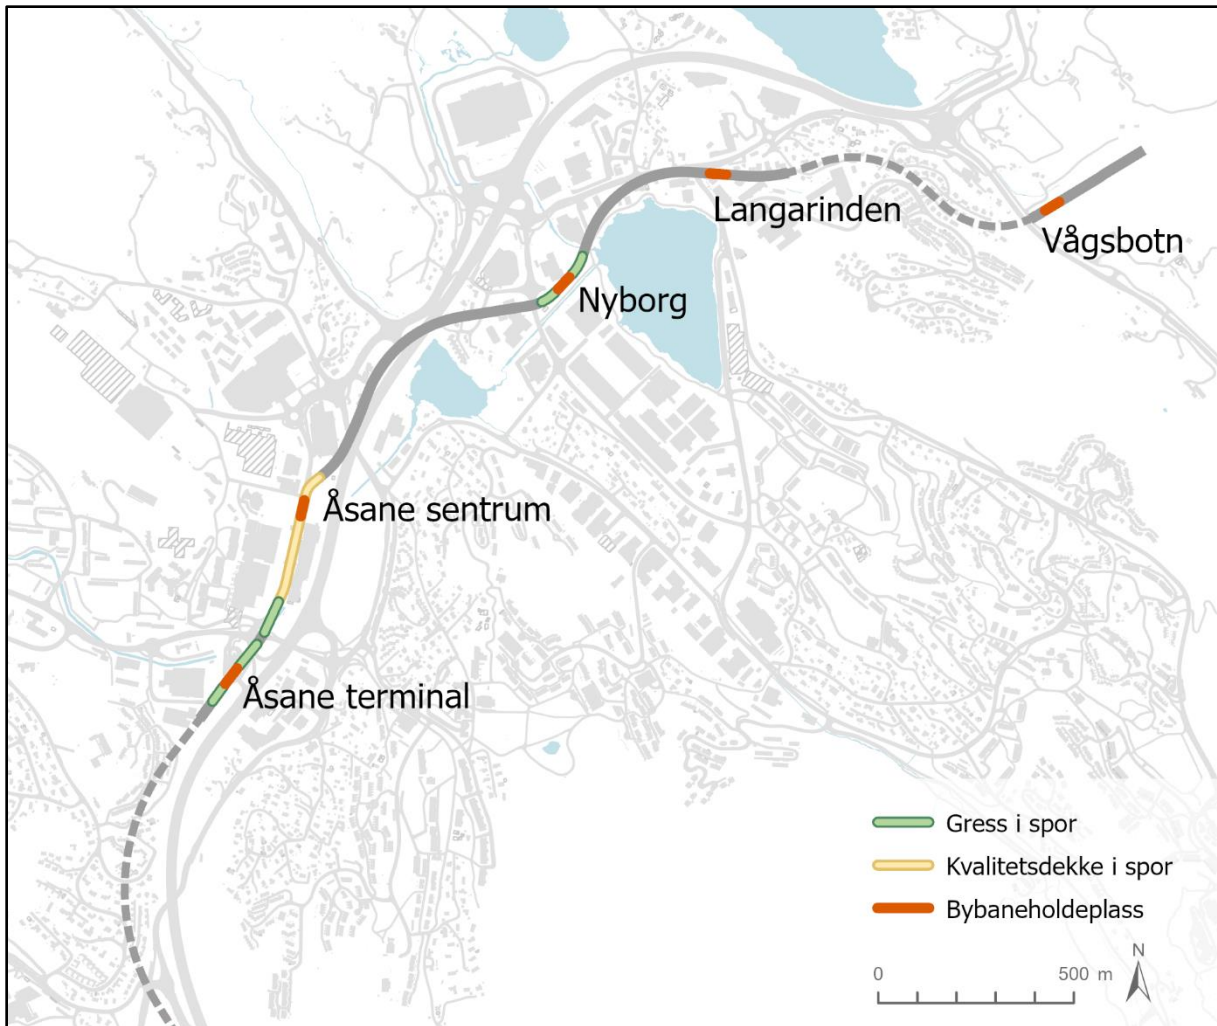 Langarinden
Vågsbotn
Nyborg
Åsane sentrum
Åsane terminal
Gress i spor
Kvalitetsdekke i spor
Bybaneholdeplass
N
0 500 m